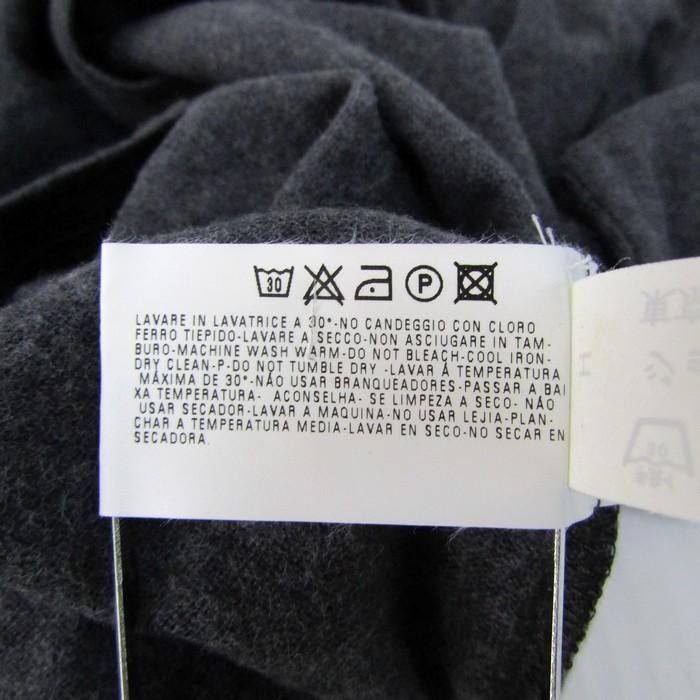 30
P
LAVARE IN LAVATRICE A 30°-NO CANDEGGIO CON CLORO
FERRO TIEPIDO-LAVARE A SECCO-NON ASCIUGARE IN TAM-
BURO-MACHINE WASH WARM-DO NOT BLEACH-COOL IRON-
DRY CLEAN-P-DO NOT TUMBLE DRY -LAVAR Á TEMPERATURA
MÁXIMA DE 30°-NÃO USAR BRANQUEADORES-PASSAR A BAI
XA TEMPERATURA- ACONSELHA- SE LIMPEZA A SECO- NÃO
USAR SECADOR-LAVAR A MAQUINA-NO USAR LEJIA-PLAN-
CHAR A TEMPERATURA MEDIA-LAVAR EN SECO-NO SECAR EN
SECADORA